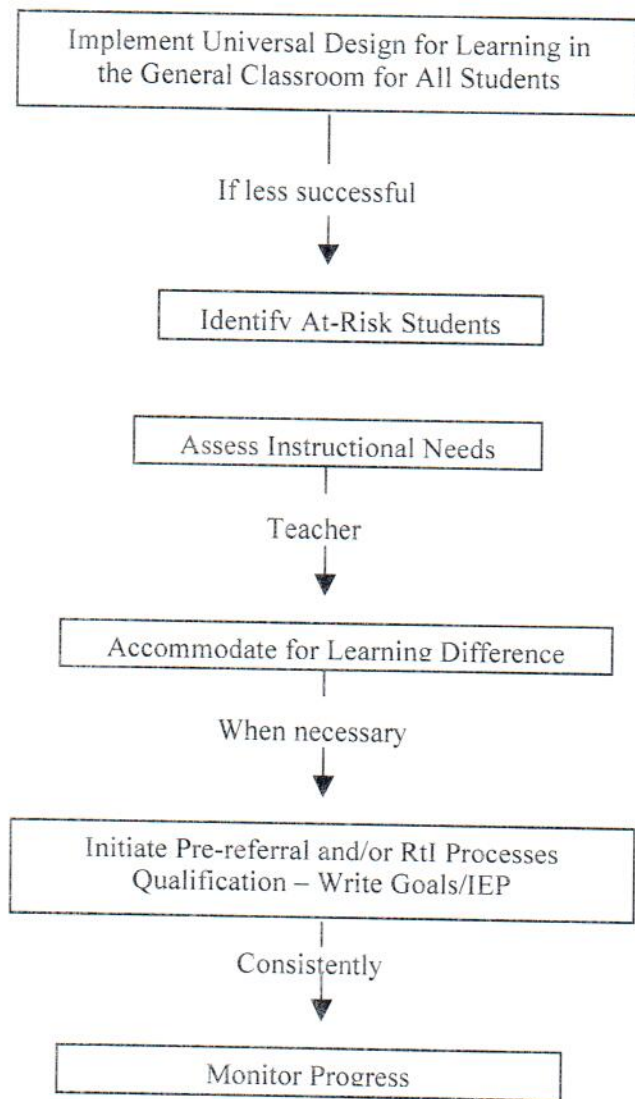 Implement Universal Design for Learning in
the General Classroom for All Students
If less successful
Identify At-Risk Students
Assess Instructional Needs
Teacher
Accommodate for Learning Difference
When necessary
Initiate Pre-referral and/or RtI Processes
Qualification – Write Goals/IEP
Consistently
Monitor Progress